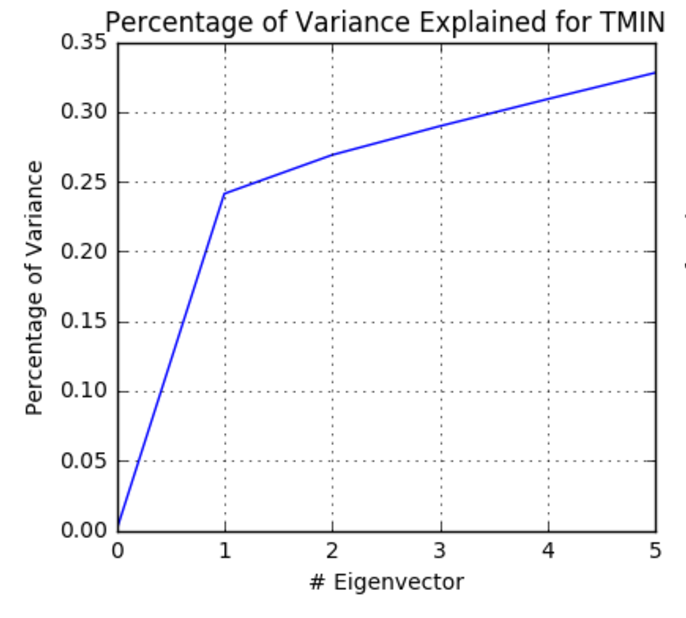 Percentage of Variance Explained for TMIN
0.35
0.30
0.25
0.20
0.15
0.10
0.05
0.00
Percentage of Variance
0 1 2 3 4 5
# Eigenvector